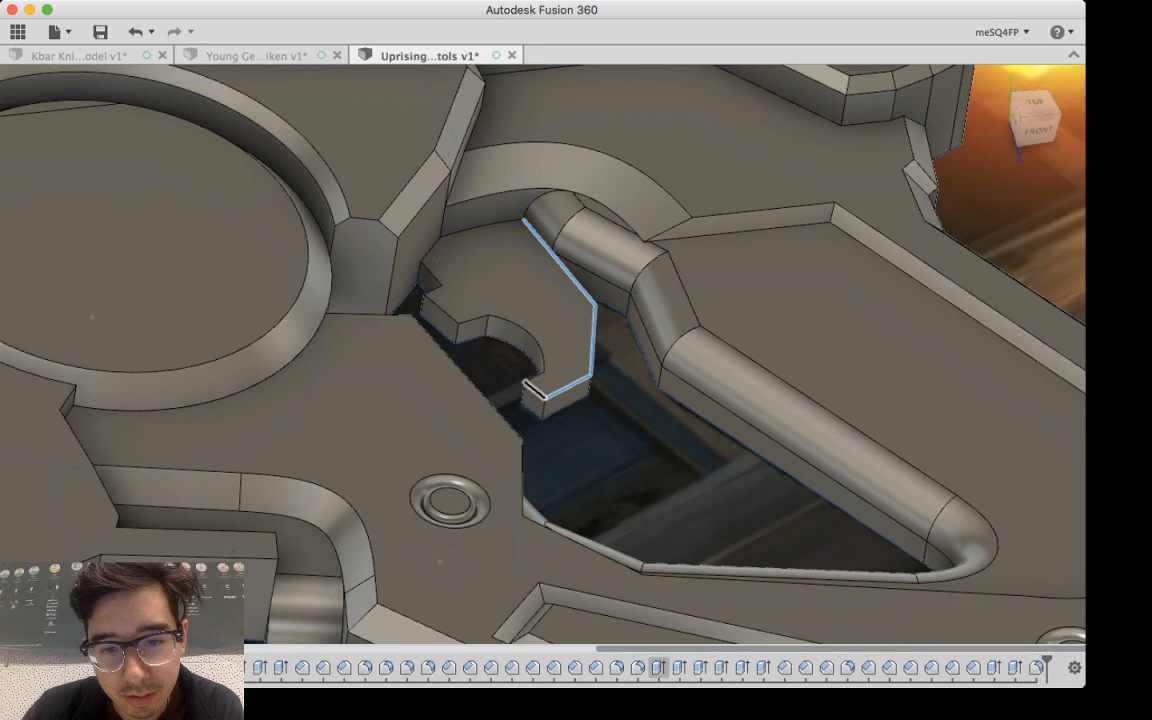 Autodesk Fusion 360
meSQ4FP
Kbar Kni...odel v1*
Young Ge...iken v1*
Uprising...tols v1*
TOP
FRONT